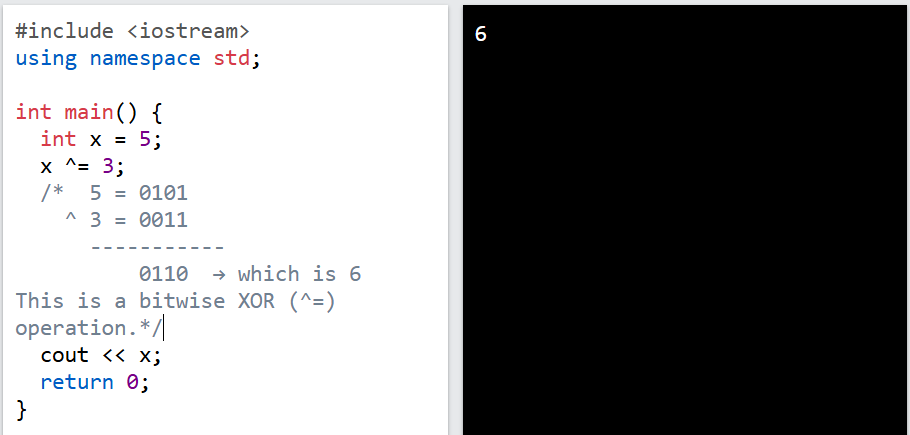 #include <iostream>
using namespace std;
int main() {
  int x = 5;
  x ^= 3;
  /*  5 = 0101
    ^ 3 = 0011
      -----------
          0110  → which is 6
This is a bitwise XOR (^=)
operation.*/
  cout << x;
  return 0;
}
6